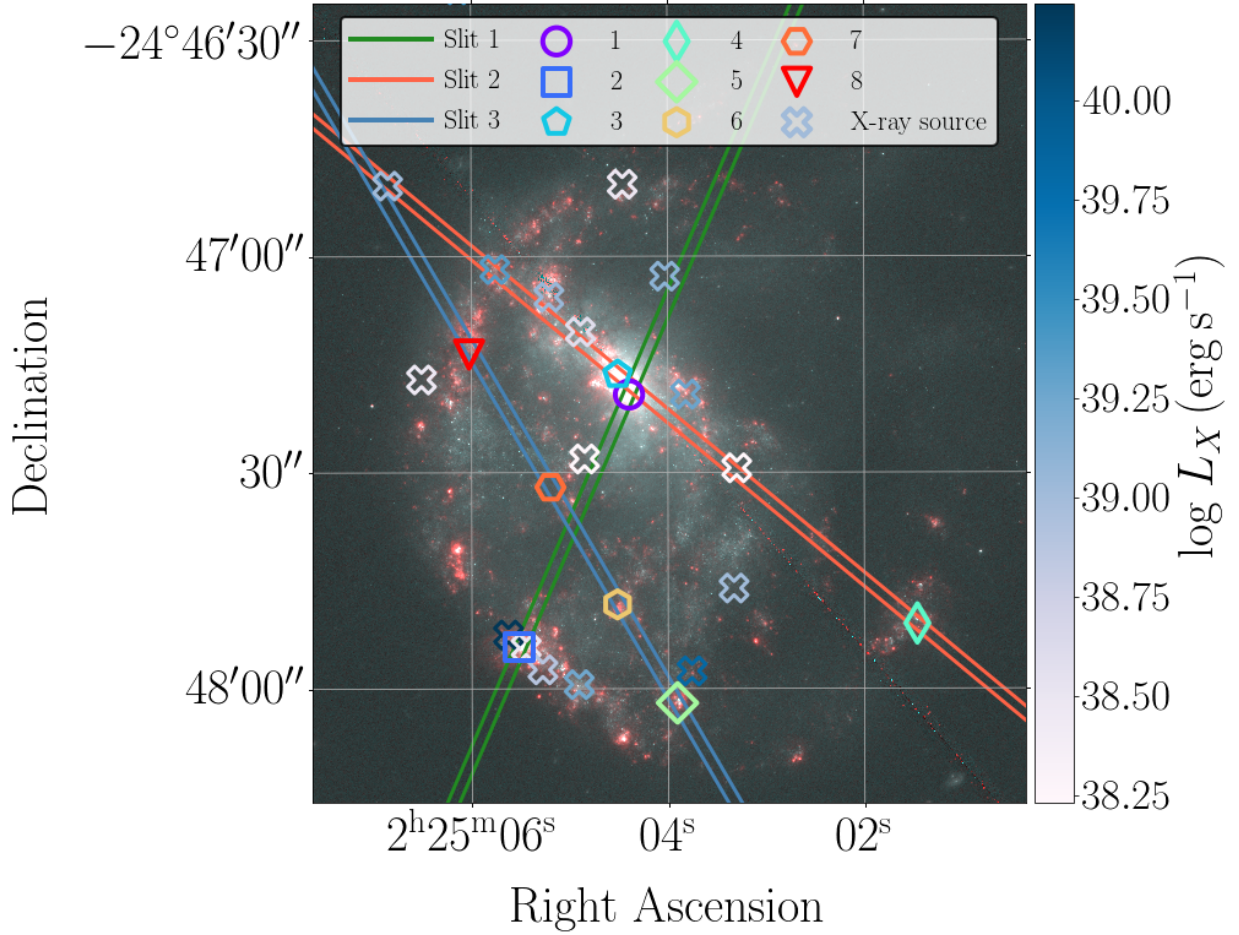 −24°46′30″
47′00″
30″
48′00″
Declination
Slit 1
Slit 2
Slit 3
1
2
3
4
5
6
7
8
X-ray source
2ʰ25ᵐ06ˢ
04ˢ
02ˢ
Right Ascension
40.00
39.75
39.50
39.25
39.00
38.75
38.50
38.25
log L_X (erg s⁻¹)